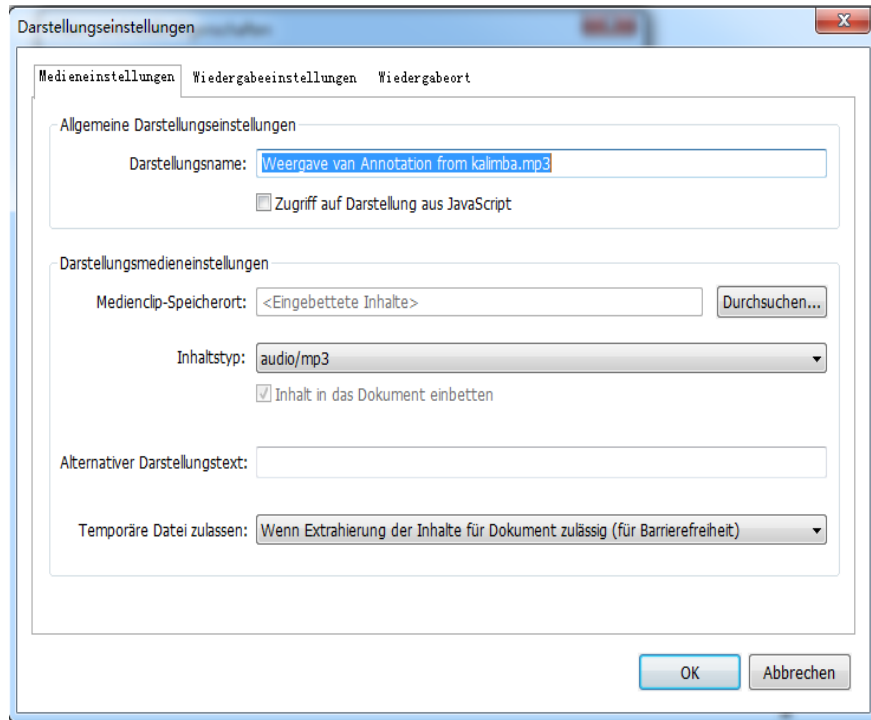 Darstellungseinstellungen
Medieneinstellungen Wiedergabeeinstellungen Wiedergabeort
Allgemeine Darstellungseinstellungen
Darstellungsname: Weergave van Annotation from kalimba.mp3
Zugriff auf Darstellung aus JavaScript
Darstellungsmedieneinstellungen
Medienclip-Speicherort: <Eingebettete Inhalte> Durchsuchen...
Inhaltstyp: audio/mp3
Inhalt in das Dokument einbetten
Alternativer Darstellungstext:
Temporäre Datei zulassen: Wenn Extrahierung der Inhalte für Dokument zulässig (für Barrierefreiheit)
OK Abbrechen